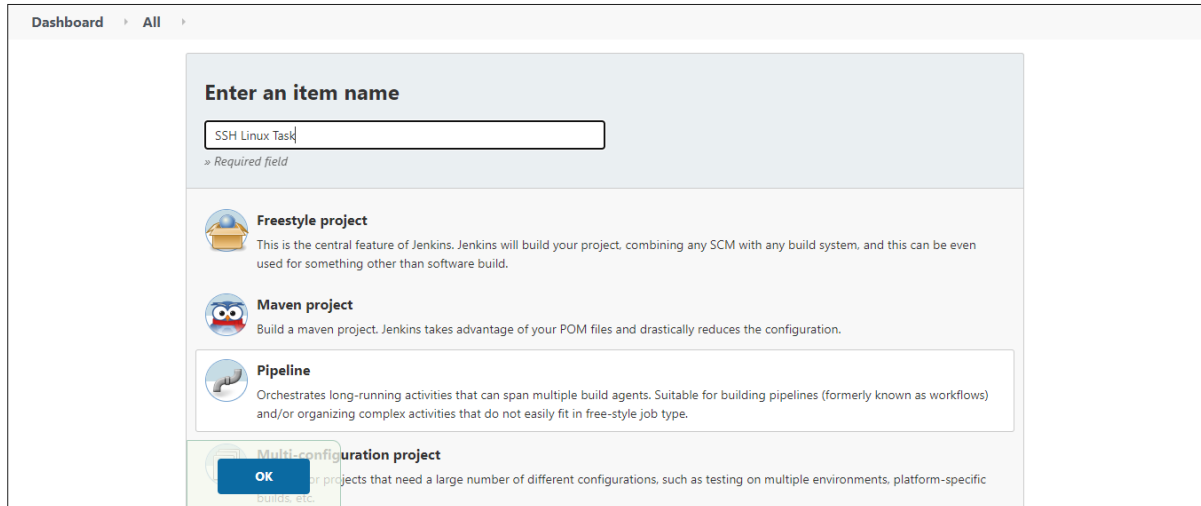 Dashboard All
Enter an item name
SSH Linux Task
» Required field
Freestyle project
This is the central feature of Jenkins. Jenkins will build your project, combining any SCM with any build system, and this can be even
used for something other than software build.
Maven project
Build a maven project. Jenkins takes advantage of your POM files and drastically reduces the configuration.
Pipeline
Orchestrates long-running activities that can span multiple build agents. Suitable for building pipelines (formerly known as workflows)
and/or organizing complex activities that do not easily fit in free-style job type.
Multi-configuration project
OK
or projects that need a large number of different configurations, such as testing on multiple environments, platform-specific
builds, etc.